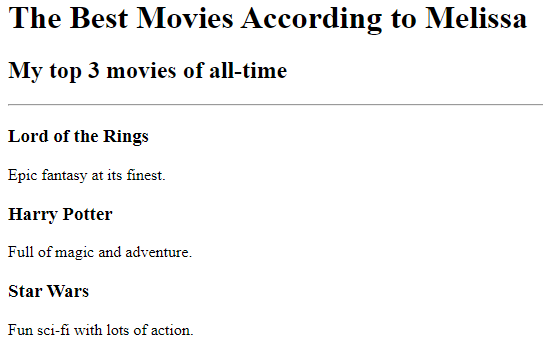 The Best Movies According to Melissa
My top 3 movies of all-time
Lord of the Rings
Epic fantasy at its finest.
Harry Potter
Full of magic and adventure.
Star Wars
Fun sci-fi with lots of action.